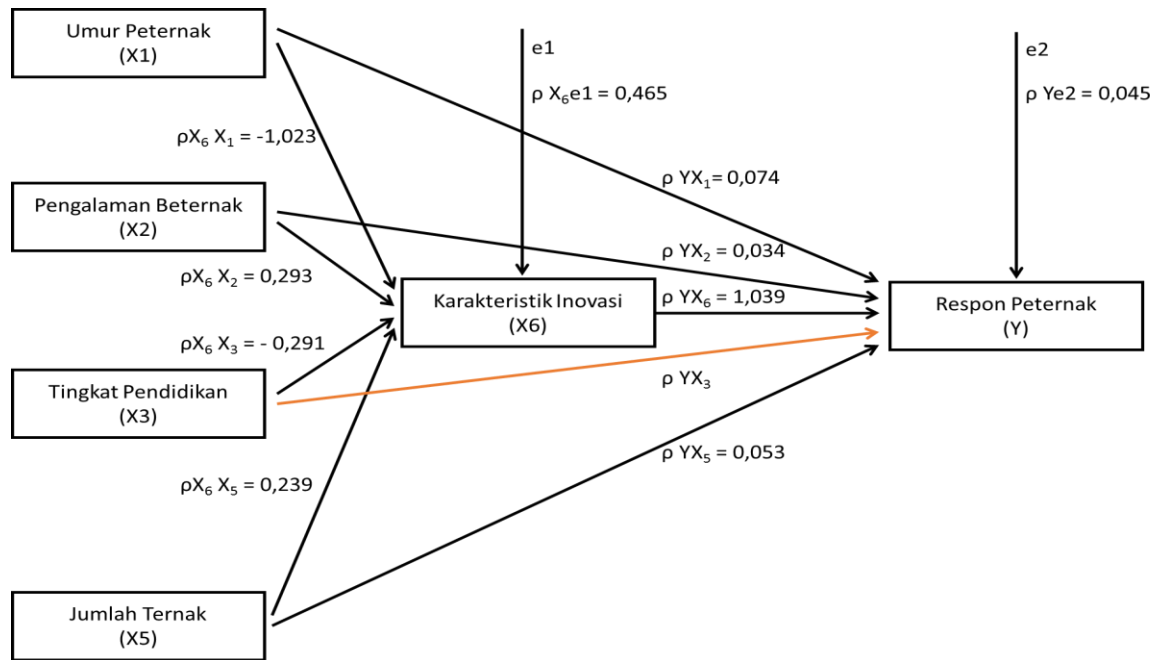 Umur Peternak
(X1)
e1
e2
ρ X₆e1 = 0,465
ρ Ye2 = 0,045
ρX₆ X₁ = -1,023
ρ YX₁= 0,074
Pengalaman Beternak
(X2)
ρ YX₂ = 0,034
ρX₆ X₂ = 0,293
Karakteristik Inovasi
(X6)
ρ YX₆ = 1,039
Respon Peternak
(Y)
ρX₆ X₃ = - 0,291
Tingkat Pendidikan
(X3)
ρ YX₃
ρ YX₅ = 0,053
ρX₆ X₅ = 0,239
Jumlah Ternak
(X5)